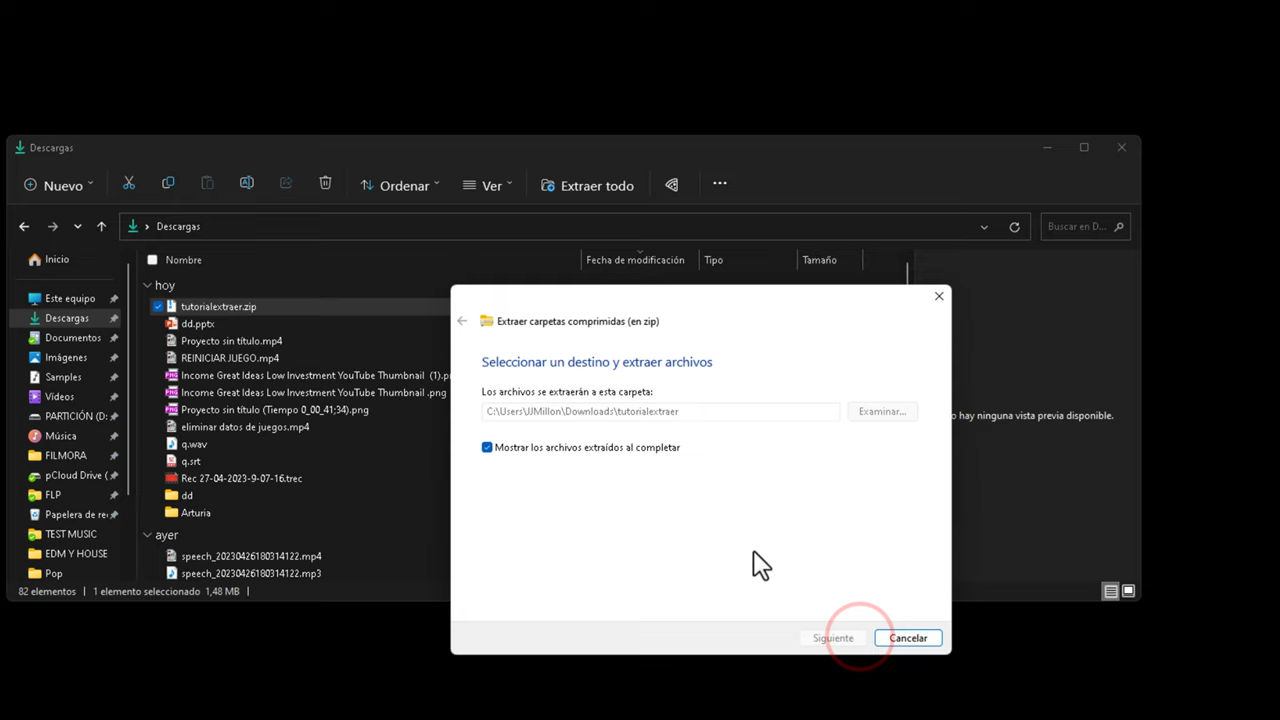 Descargas
Nuevo
Ordenar
Ver
Extraer todo
Descargas
Buscar en D...
Inicio
Este equipo
Descargas
Documentos
Imágenes
Samples
Vídeos
PARTICIÓN (D:
Música
FILMORA
pCloud Drive (
FLP
Papelera de re
TEST MUSIC
EDM Y HOUSE
Pop
Nombre
Fecha de modificación
Tipo
Tamaño
hoy
tutorialextraer.zip
dd.pptx
Proyecto sin título.mp4
REINICIAR JUEGO.mp4
Income Great Ideas Low Investment YouTube Thumbnail (1).pn
Income Great Ideas Low Investment YouTube Thumbnail .png
Proyecto sin título (Tiempo 0_00_41;34).png
eliminar datos de juegos.mp4
q.wav
q.srt
Rec 27-04-2023-9-07-16.trec
dd
Arturia
ayer
speech_20230426180314122.mp4
speech_20230426180314122.mp3
o hay ninguna vista previa disponible.
82 elementos
1 elemento seleccionado 1,48 MB
Extraer carpetas comprimidas (en zip)
Seleccionar un destino y extraer archivos
Los archivos se extraerán a esta carpeta:
C:\Users\JJMillon\Downloads\tutorialextraer
Examinar...
Mostrar los archivos extraídos al completar
Siguiente
Cancelar